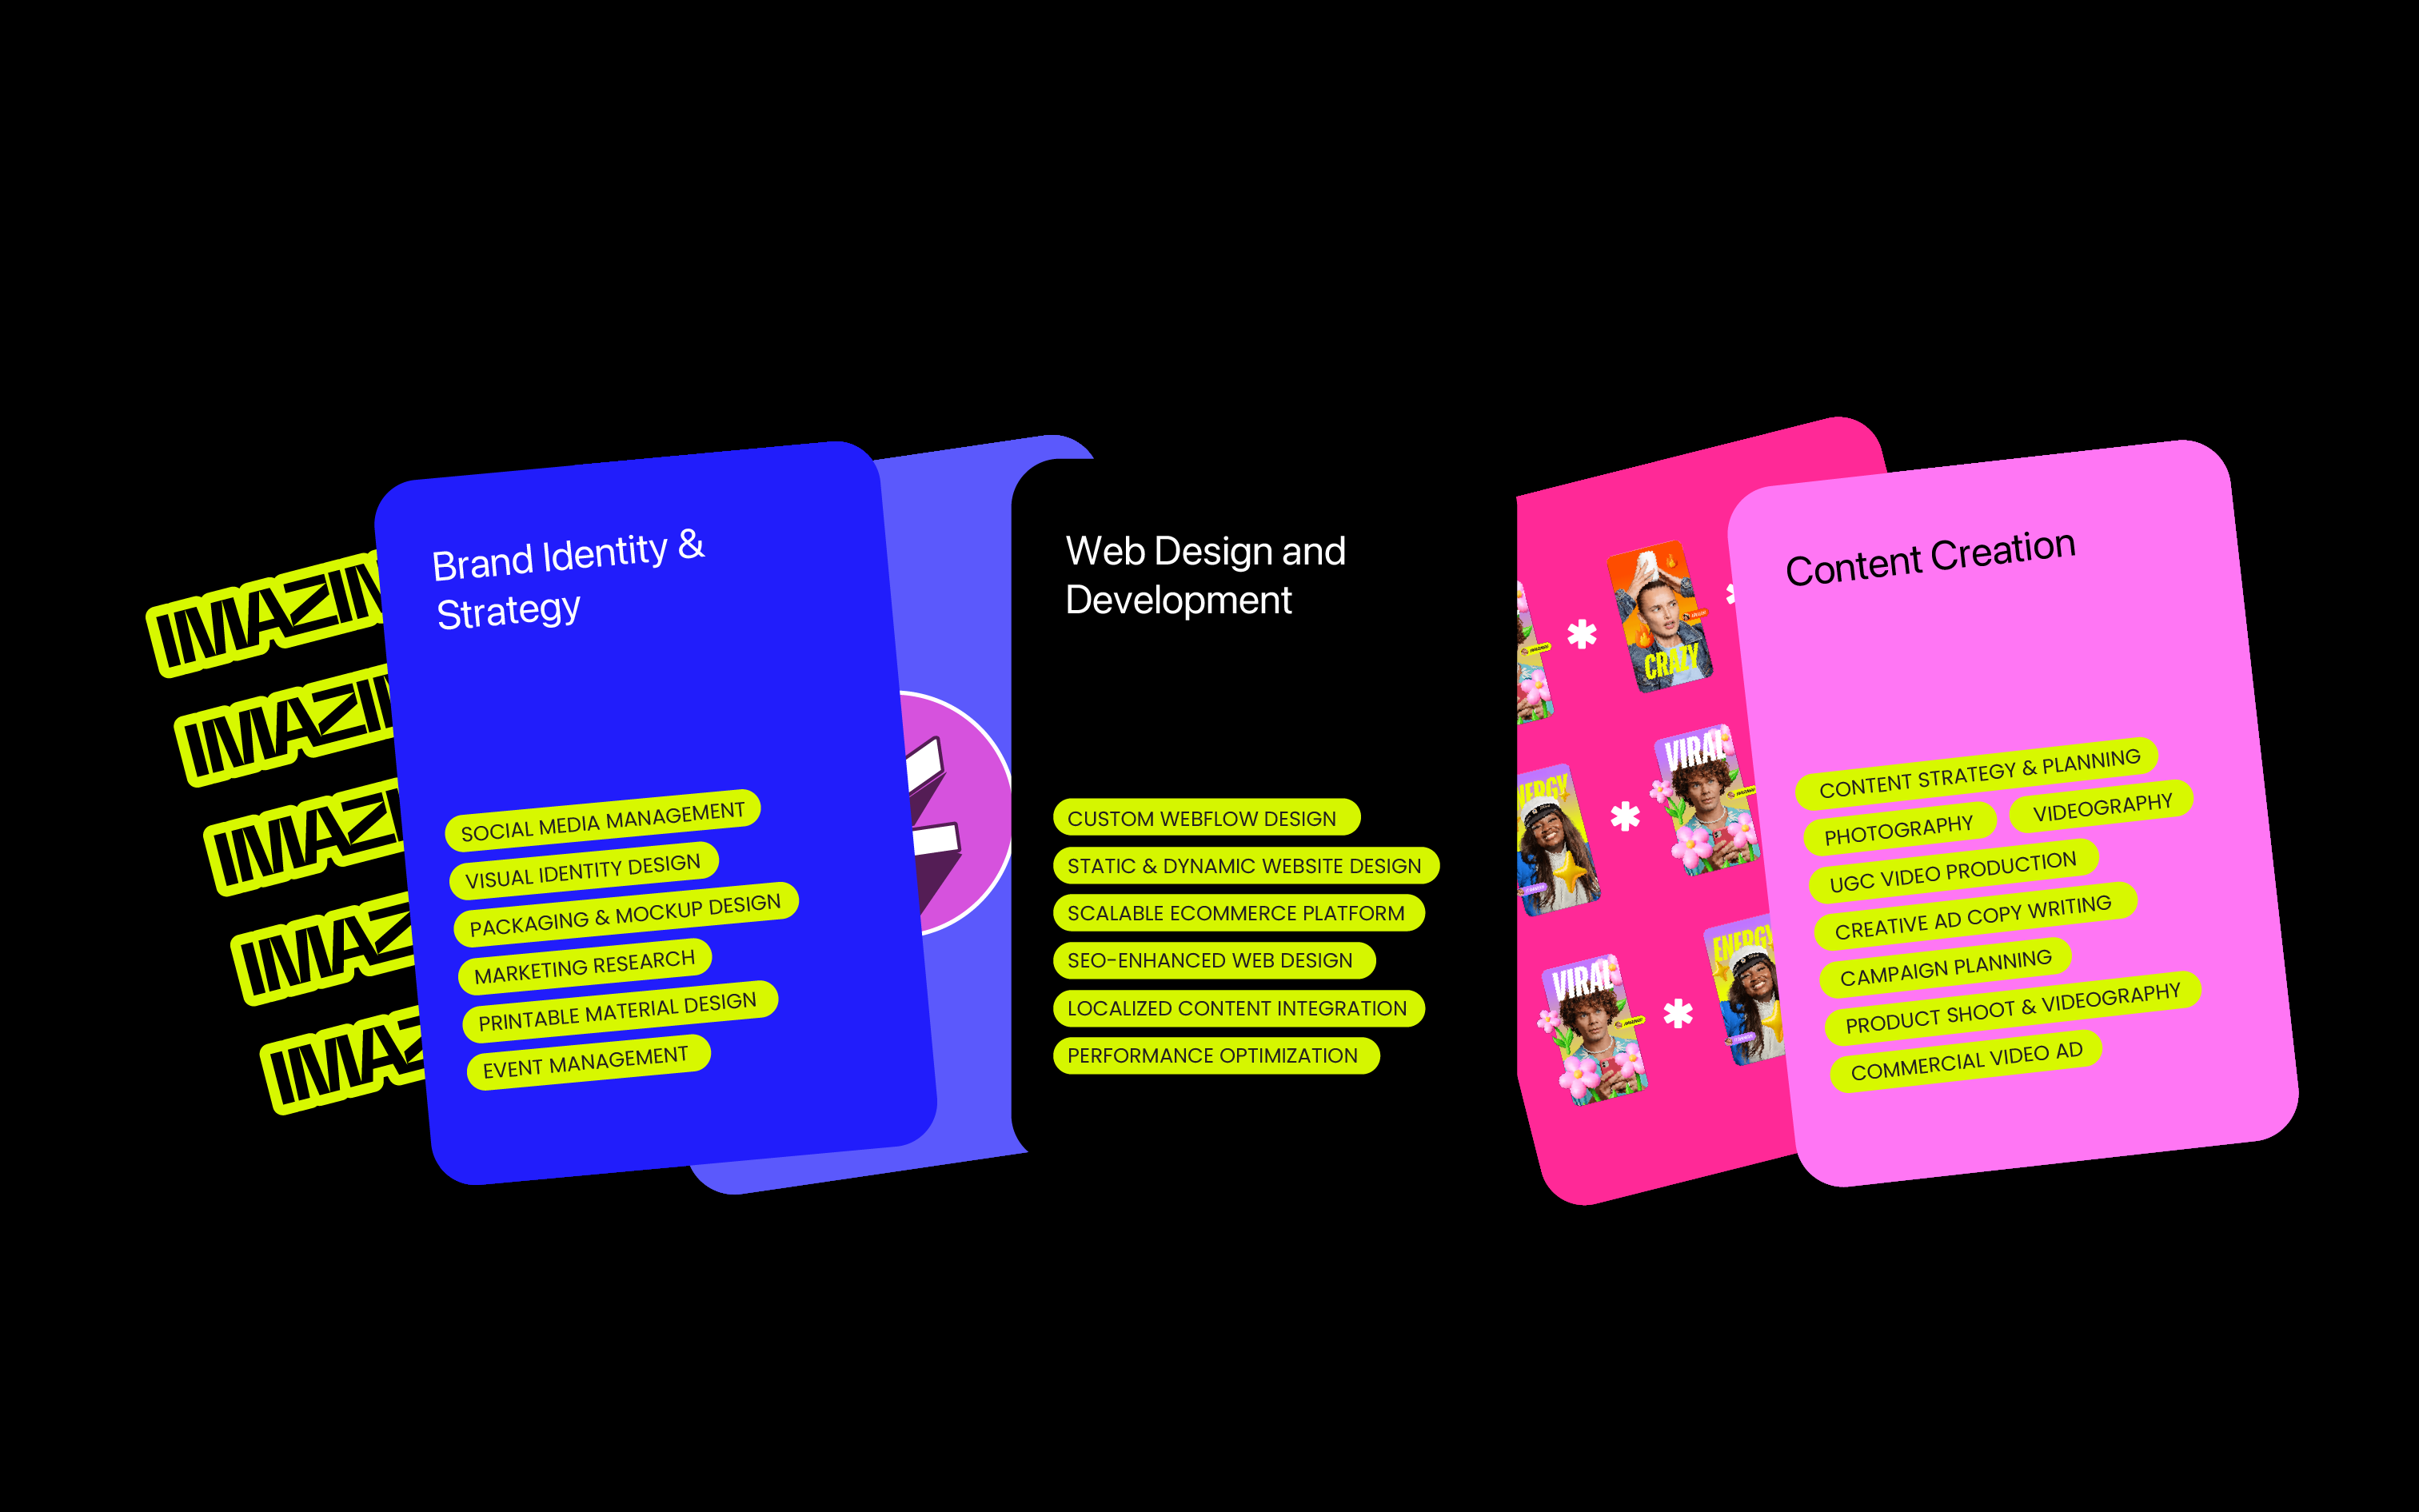 IMAZIN
IMAZI
IMAZI
IMAZ
IMAZ
Brand Identity &
Strategy
SOCIAL MEDIA MANAGEMENT
VISUAL IDENTITY DESIGN
PACKAGING & MOCKUP DESIGN
MARKETING RESEARCH
PRINTABLE MATERIAL DESIGN
EVENT MANAGEMENT
Web Design and
Development
CUSTOM WEBFLOW DESIGN
STATIC & DYNAMIC WEBSITE DESIGN
SCALABLE ECOMMERCE PLATFORM
SEO-ENHANCED WEB DESIGN
LOCALIZED CONTENT INTEGRATION
PERFORMANCE OPTIMIZATION
CRAZY
VIRAL
NERGY
VIRAL
ENERGY
Content Creation
CONTENT STRATEGY & PLANNING
PHOTOGRAPHY VIDEOGRAPHY
UGC VIDEO PRODUCTION
CREATIVE AD COPY WRITING
CAMPAIGN PLANNING
PRODUCT SHOOT & VIDEOGRAPHY
COMMERCIAL VIDEO AD